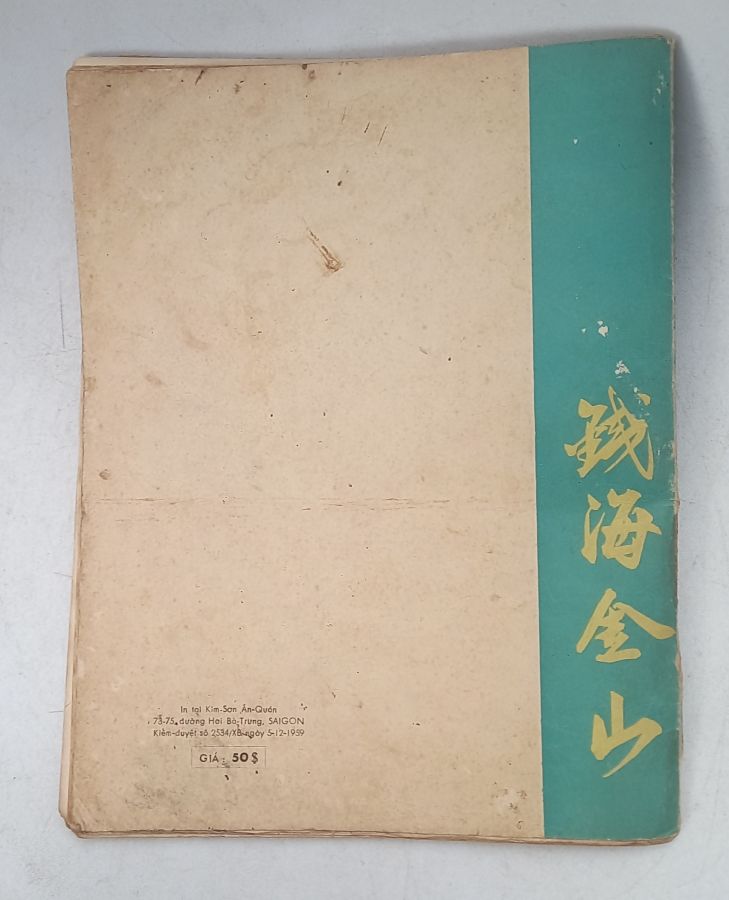 錢海金山
In tại Kim-Sơn Ấn-Quán
73-75, đường Hai Bà-Trưng, SAIGON
Kiểm-duyệt số 2534/XB ngày 5-12-1959
GIÁ : 50$